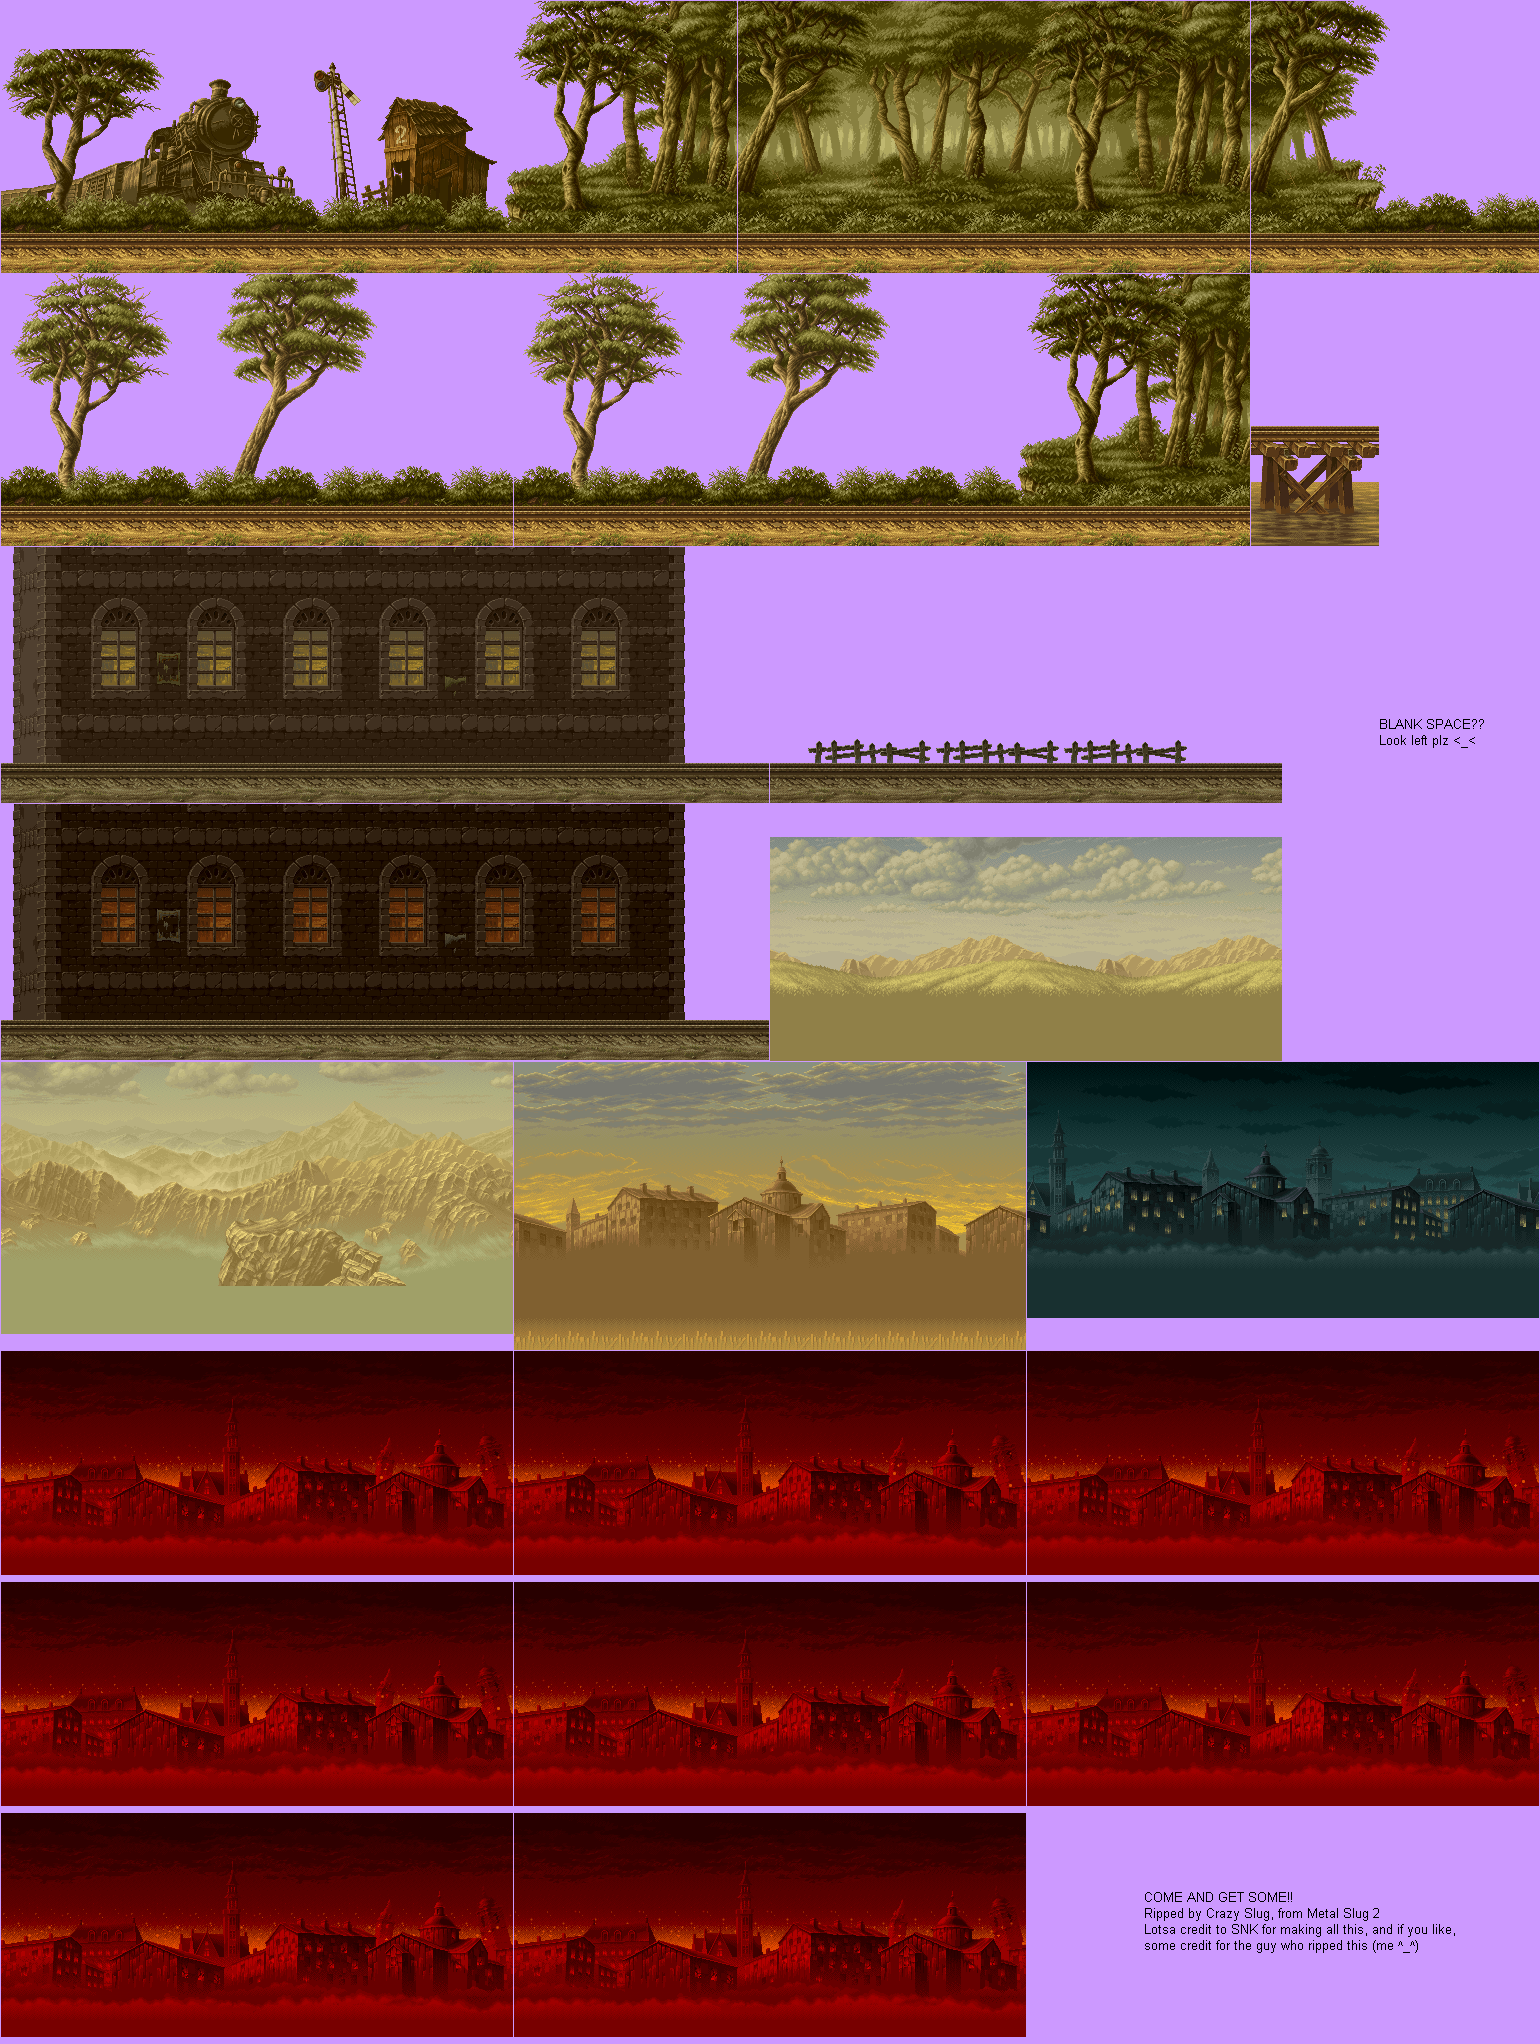 2
BLANK SPACE??
Look left plz <_<
COME AND GET SOME!!
Ripped by Crazy Slug, from Metal Slug 2
Lotsa credit to SNK for making all this, and if you like,
some credit for the guy who ripped this (me ^_^)